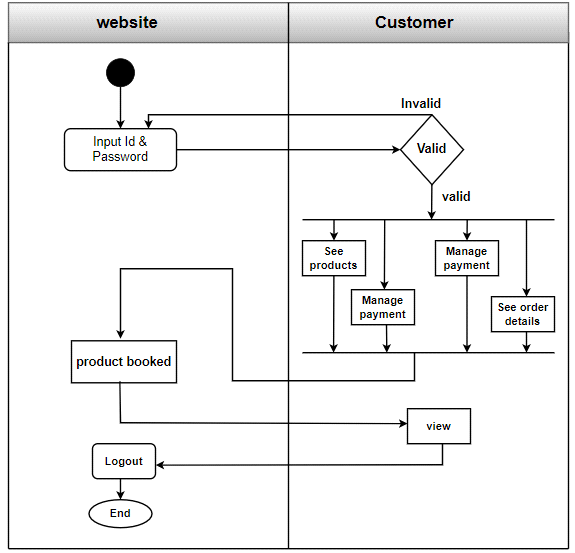 website
Customer
Invalid
Input Id &
Password
Valid
valid
See
products
Manage
payment
Manage
payment
See order
details
product booked
view
Logout
End